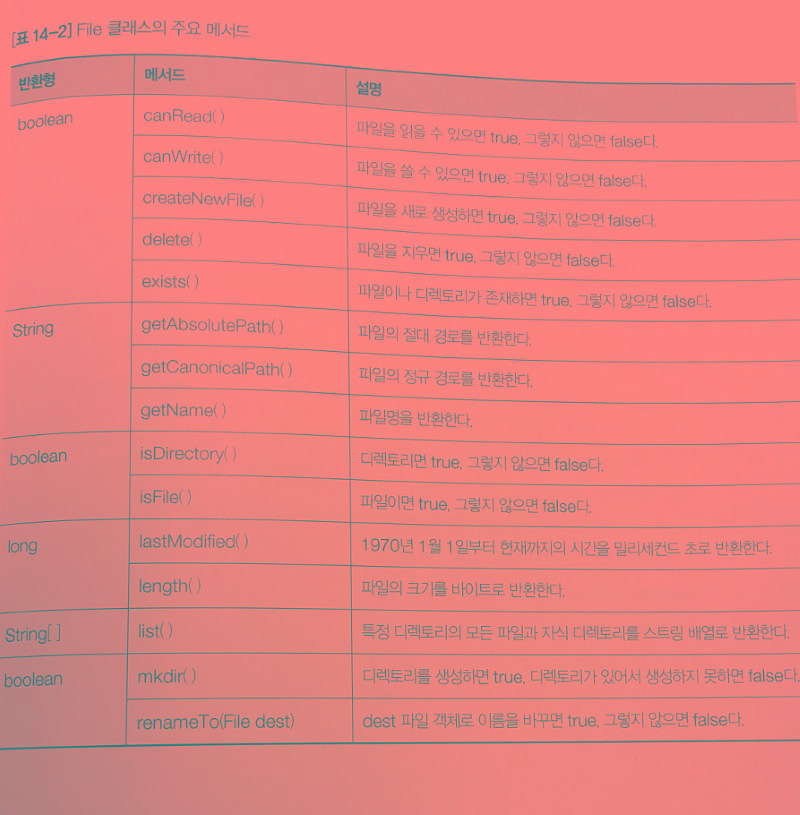 [표 14-2] File 클래스의 주요 메서드
반환형 메서드 설명
boolean canRead( ) 파일을 읽을 수 있으면 true, 그렇지 않으면 false다.
canWrite( ) 파일을 쓸 수 있으면 true, 그렇지 않으면 false다.
createNewFile( ) 파일을 새로 생성하면 true, 그렇지 않으면 false다.
delete( ) 파일을 지우면 true, 그렇지 않으면 false다.
exists( ) 파일이나 디렉토리가 존재하면 true, 그렇지 않으면 false다.
String getAbsolutePath( ) 파일의 절대 경로를 반환한다.
getCanonicalPath( ) 파일의 정규 경로를 반환한다.
getName( ) 파일명을 반환한다.
boolean isDirectory( ) 디렉토리면 true, 그렇지 않으면 false다.
isFile( ) 파일이면 true, 그렇지 않으면 false다.
long lastModified( ) 1970년 1월 1일부터 현재까지의 시간을 밀리세컨드 초로 반환한다.
length( ) 파일의 크기를 바이트로 반환한다.
String[ ] list( ) 특정 디렉토리의 모든 파일과 자식 디렉토리를 스트링 배열로 반환한다.
boolean mkdir( ) 디렉토리를 생성하면 true, 디렉토리가 있어서 생성하지 못하면 false다.
renameTo(File dest) dest 파일 객체로 이름을 바꾸면 true, 그렇지 않으면 false다.